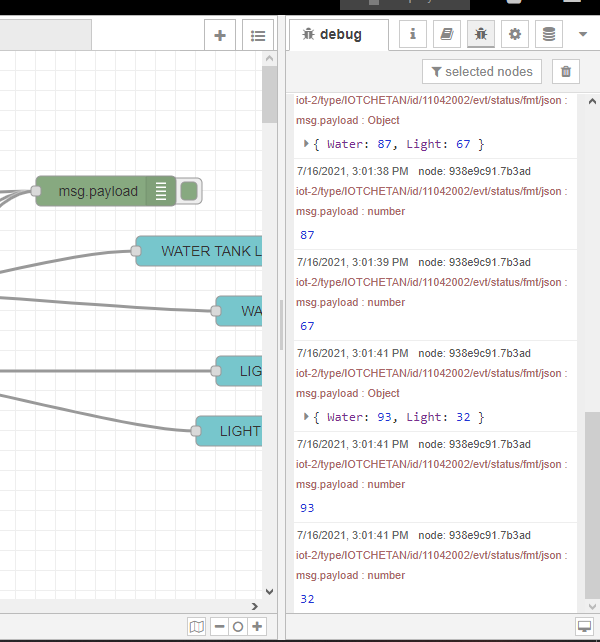 debug
selected nodes
iot-2/type/IOTCHETAN/id/11042002/evt/status/fmt/json :
msg.payload : Object
{ Water: 87, Light: 67 }
7/16/2021, 3:01:38 PM node: 938e9c91.7b3ad
iot-2/type/IOTCHETAN/id/11042002/evt/status/fmt/json :
msg.payload : number
87
7/16/2021, 3:01:39 PM node: 938e9c91.7b3ad
iot-2/type/IOTCHETAN/id/11042002/evt/status/fmt/json :
msg.payload : number
67
7/16/2021, 3:01:41 PM node: 938e9c91.7b3ad
iot-2/type/IOTCHETAN/id/11042002/evt/status/fmt/json :
msg.payload : Object
{ Water: 93, Light: 32 }
7/16/2021, 3:01:41 PM node: 938e9c91.7b3ad
iot-2/type/IOTCHETAN/id/11042002/evt/status/fmt/json :
msg.payload : number
93
7/16/2021, 3:01:41 PM node: 938e9c91.7b3ad
iot-2/type/IOTCHETAN/id/11042002/evt/status/fmt/json :
msg.payload : number
32
msg.payload
WATER TANK L
WA
LIG
LIGHT